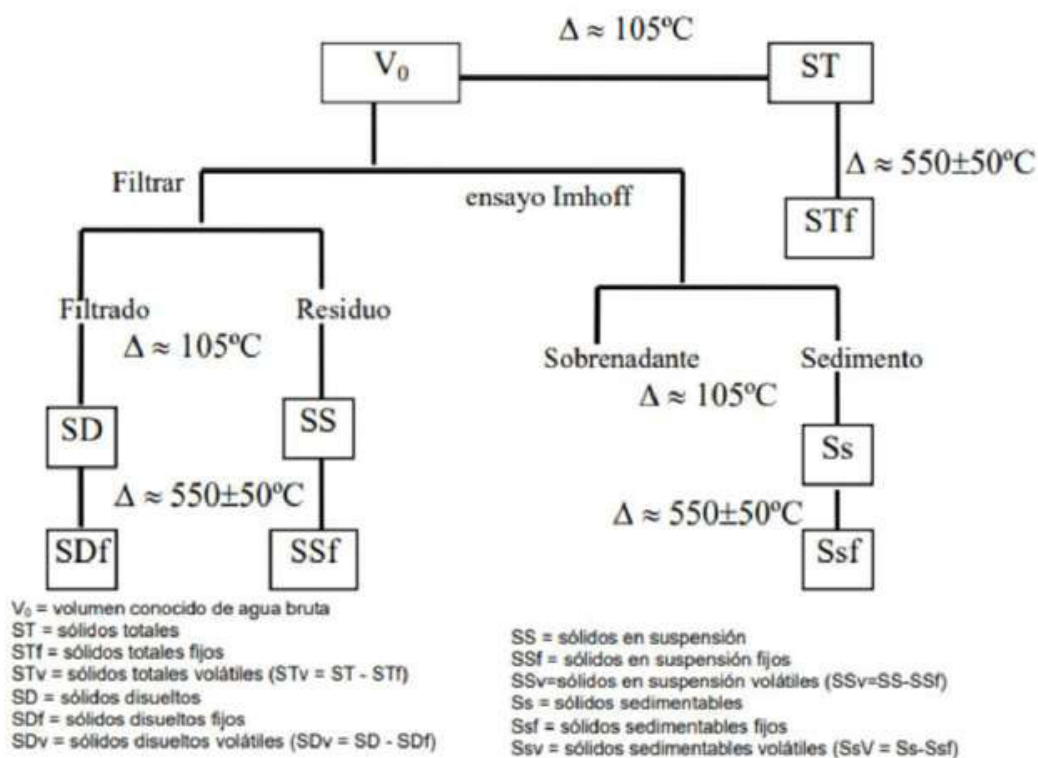 Δ ≈ 105ºC
V₀
ST
Δ ≈ 550±50ºC
STf
Filtrar
ensayo Imhoff
Filtrado
Residuo
Δ ≈ 105ºC
Sobrenadante
Sedimento
Δ ≈ 105ºC
SD
SS
Ss
Δ ≈ 550±50ºC
Δ ≈ 550±50ºC
SDf
SSf
Ssf
V₀ = volumen conocido de agua bruta
ST = sólidos totales
STf = sólidos totales fijos
STv = sólidos totales volátiles (STv = ST - STf)
SD = sólidos disueltos
SDf = sólidos disueltos fijos
SDv = sólidos disueltos volátiles (SDv = SD - SDf)
SS = sólidos en suspensión
SSf = sólidos en suspensión fijos
SSv=sólidos en suspensión volátiles (SSv=SS-SSf)
Ss = sólidos sedimentables
Ssf = sólidos sedimentables fijos
Ssv = sólidos sedimentables volátiles (SsV = Ss-Ssf)